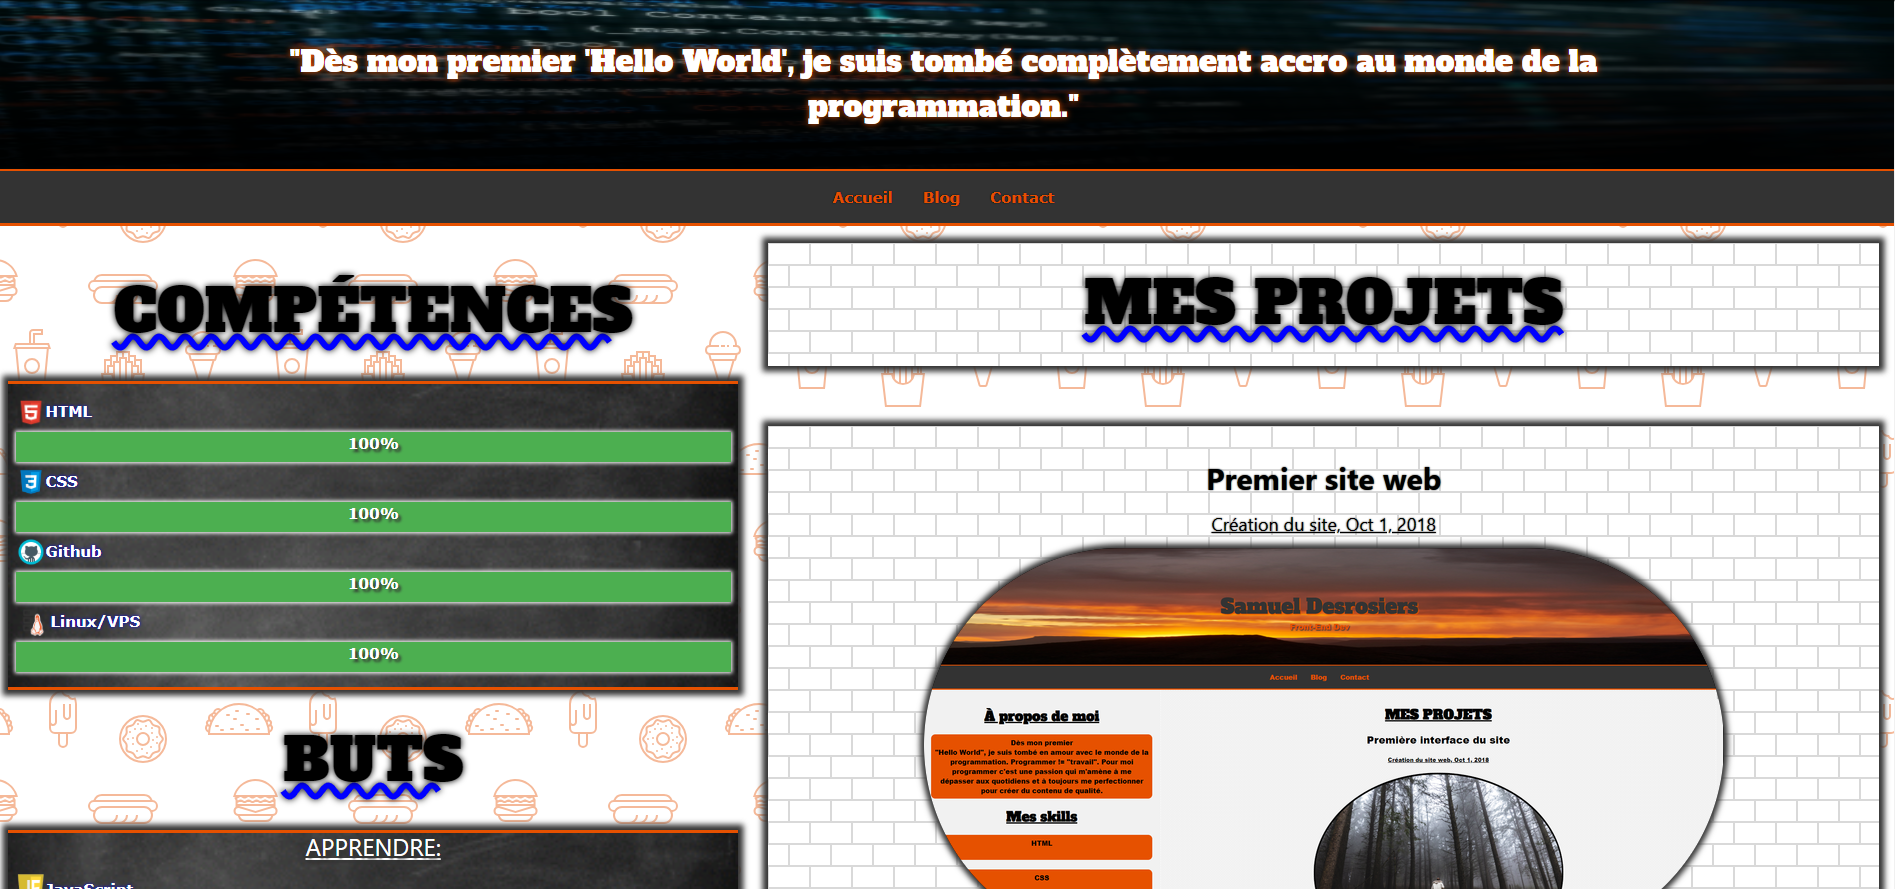 "Dès mon premier 'Hello World', je suis tombé complètement accro au monde de la
programmation."
Accueil Blog Contact
COMPÉTENCES
HTML
100%
CSS
100%
Github
100%
Linux/VPS
100%
BUTS
APPRENDRE:
JavaScript
MES PROJETS
Premier site web
Création du site, Oct 1, 2018
Samuel Desrosiers
Front-End Dev
Accueil Blog Contact
À propos de moi
Dès mon premier
"Hello World", je suis tombé en amour avec le monde de la
programmation. Programmer != "travail". Pour moi
programmer c'est une passion qui m'amène à me
dépasser aux quotidiens et à toujours me perfectionner
pour créer du contenu de qualité.
Mes skills
HTML
CSS
MES PROJETS
Première interface du site
Création du site web, Oct 1, 2018